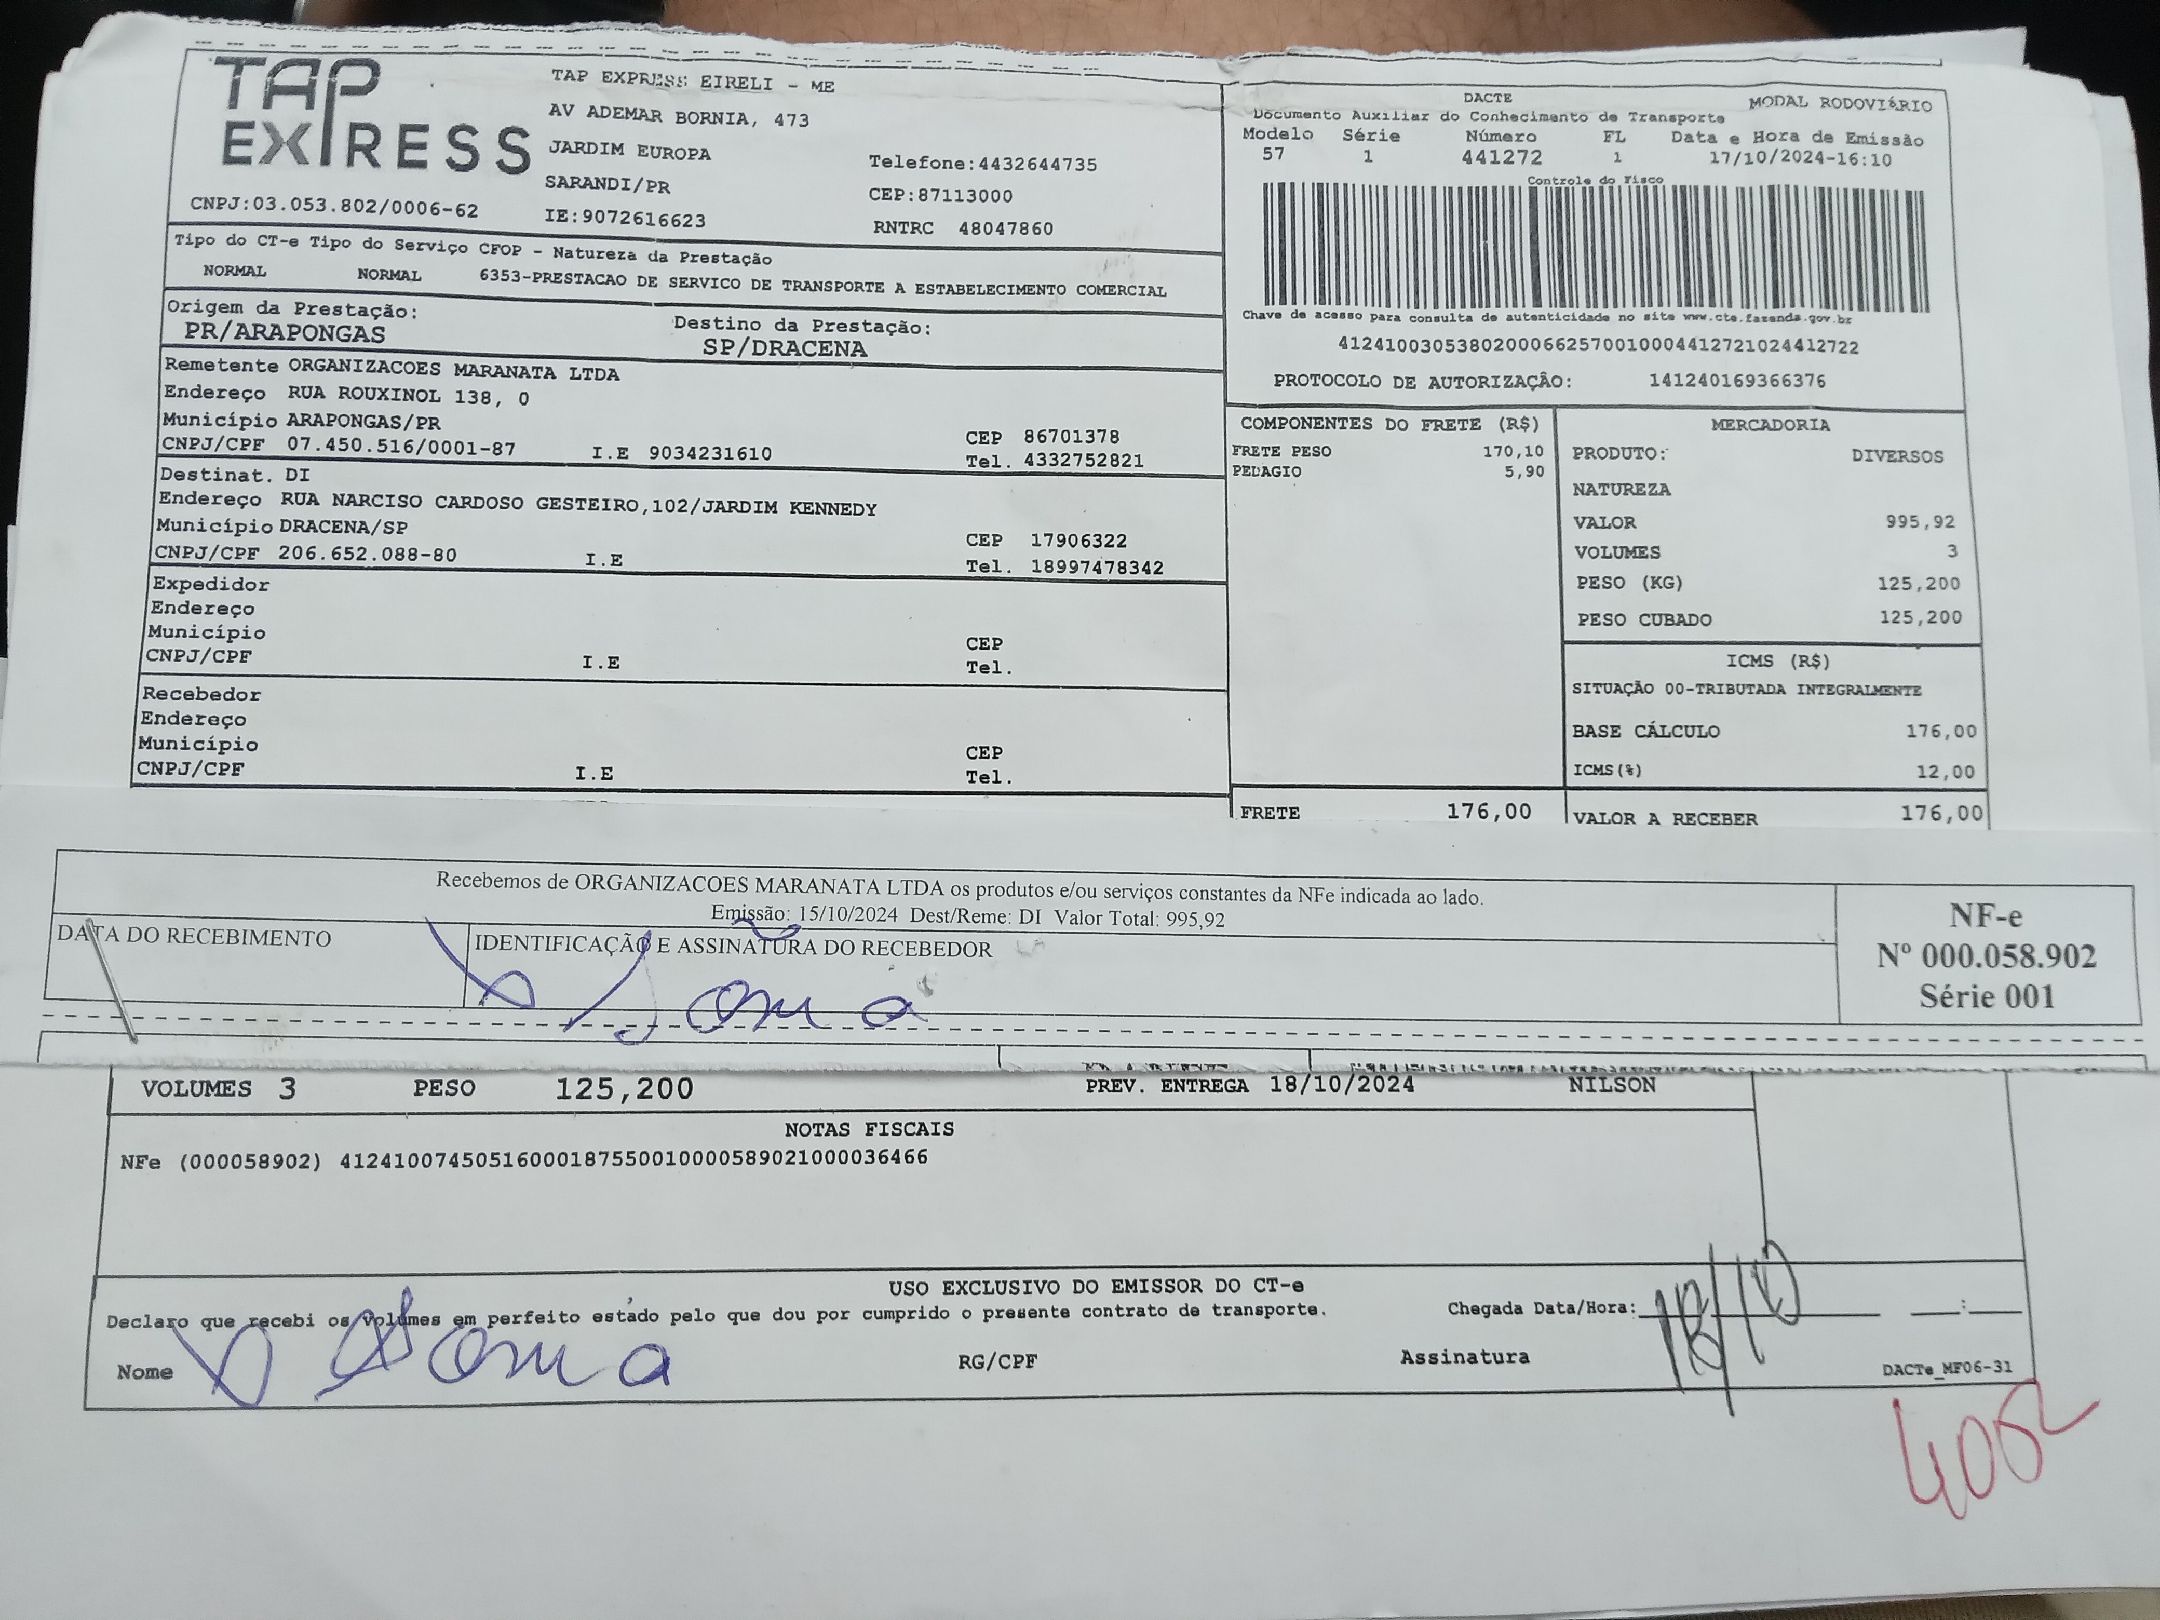 TAP
EXPRESS
CNPJ:03.053.802/0006-62
TAP EXPRESS EIRELI - ME
AV ADEMAR BORNIA, 473
JARDIM EUROPA
SARANDI/PR
IE:9072616623
Telefone:4432644735
CEP:87113000
RNTRC 48047860
DACTE MODAL RODOVIÁRIO
Documento Auxiliar do Conhecimento de Transporte
Modelo Série Número FL Data e Hora de Emissão
57 1 441272 1 17/10/2024-16:10
Controle do Fisco
Chave de acesso para consulta de autenticidade no site www.cte.fazenda.gov.br
41241003053802000662570010004412721024412722
PROTOCOLO DE AUTORIZAÇÃO: 141240169366376
Tipo do CT-e Tipo do Serviço CFOP - Natureza da Prestação
NORMAL NORMAL 6353-PRESTACAO DE SERVICO DE TRANSPORTE A ESTABELECIMENTO COMERCIAL
Origem da Prestação: Destino da Prestação:
PR/ARAPONGAS SP/DRACENA
Remetente ORGANIZACOES MARANATA LTDA
Endereço RUA ROUXINOL 138, 0
Município ARAPONGAS/PR CEP 86701378
CNPJ/CPF 07.450.516/0001-87 I.E 9034231610 Tel. 4332752821
Destinat. DI
Endereço RUA NARCISO CARDOSO GESTEIRO,102/JARDIM KENNEDY
Município DRACENA/SP CEP 17906322
CNPJ/CPF 206.652.088-80 I.E Tel. 18997478342
Expedidor
Endereço
Município CEP
CNPJ/CPF I.E Tel.
Recebedor
Endereço
Município CEP
CNPJ/CPF I.E Tel.
COMPONENTES DO FRETE (R$)
FRETE PESO 170,10
PEDAGIO 5,90
FRETE 176,00
MERCADORIA
PRODUTO: DIVERSOS
NATUREZA
VALOR 995,92
VOLUMES 3
PESO (KG) 125,200
PESO CUBADO 125,200
ICMS (R$)
SITUAÇÃO 00-TRIBUTADA INTEGRALMENTE
BASE CÁLCULO 176,00
ICMS(%) 12,00
VALOR A RECEBER 176,00
Recebemos de ORGANIZACOES MARANATA LTDA os produtos e/ou serviços constantes da NFe indicada ao lado.
Emissão: 15/10/2024 Dest/Reme: DI Valor Total: 995,92
DATA DO RECEBIMENTO IDENTIFICAÇÃO E ASSINATURA DO RECEBEDOR
NF-e
Nº 000.058.902
Série 001
VOLUMES 3 PESO 125,200 PREV. ENTREGA 18/10/2024 NILSON
NOTAS FISCAIS
NFe (000058902) 41241007450516000187550010000589021000036466
USO EXCLUSIVO DO EMISSOR DO CT-e
Declaro que recebi os volumes em perfeito estado pelo que dou por cumprido o presente contrato de transporte. Chegada Data/Hora: 18/10 :
Nome RG/CPF Assinatura
DACTe_MF06-31